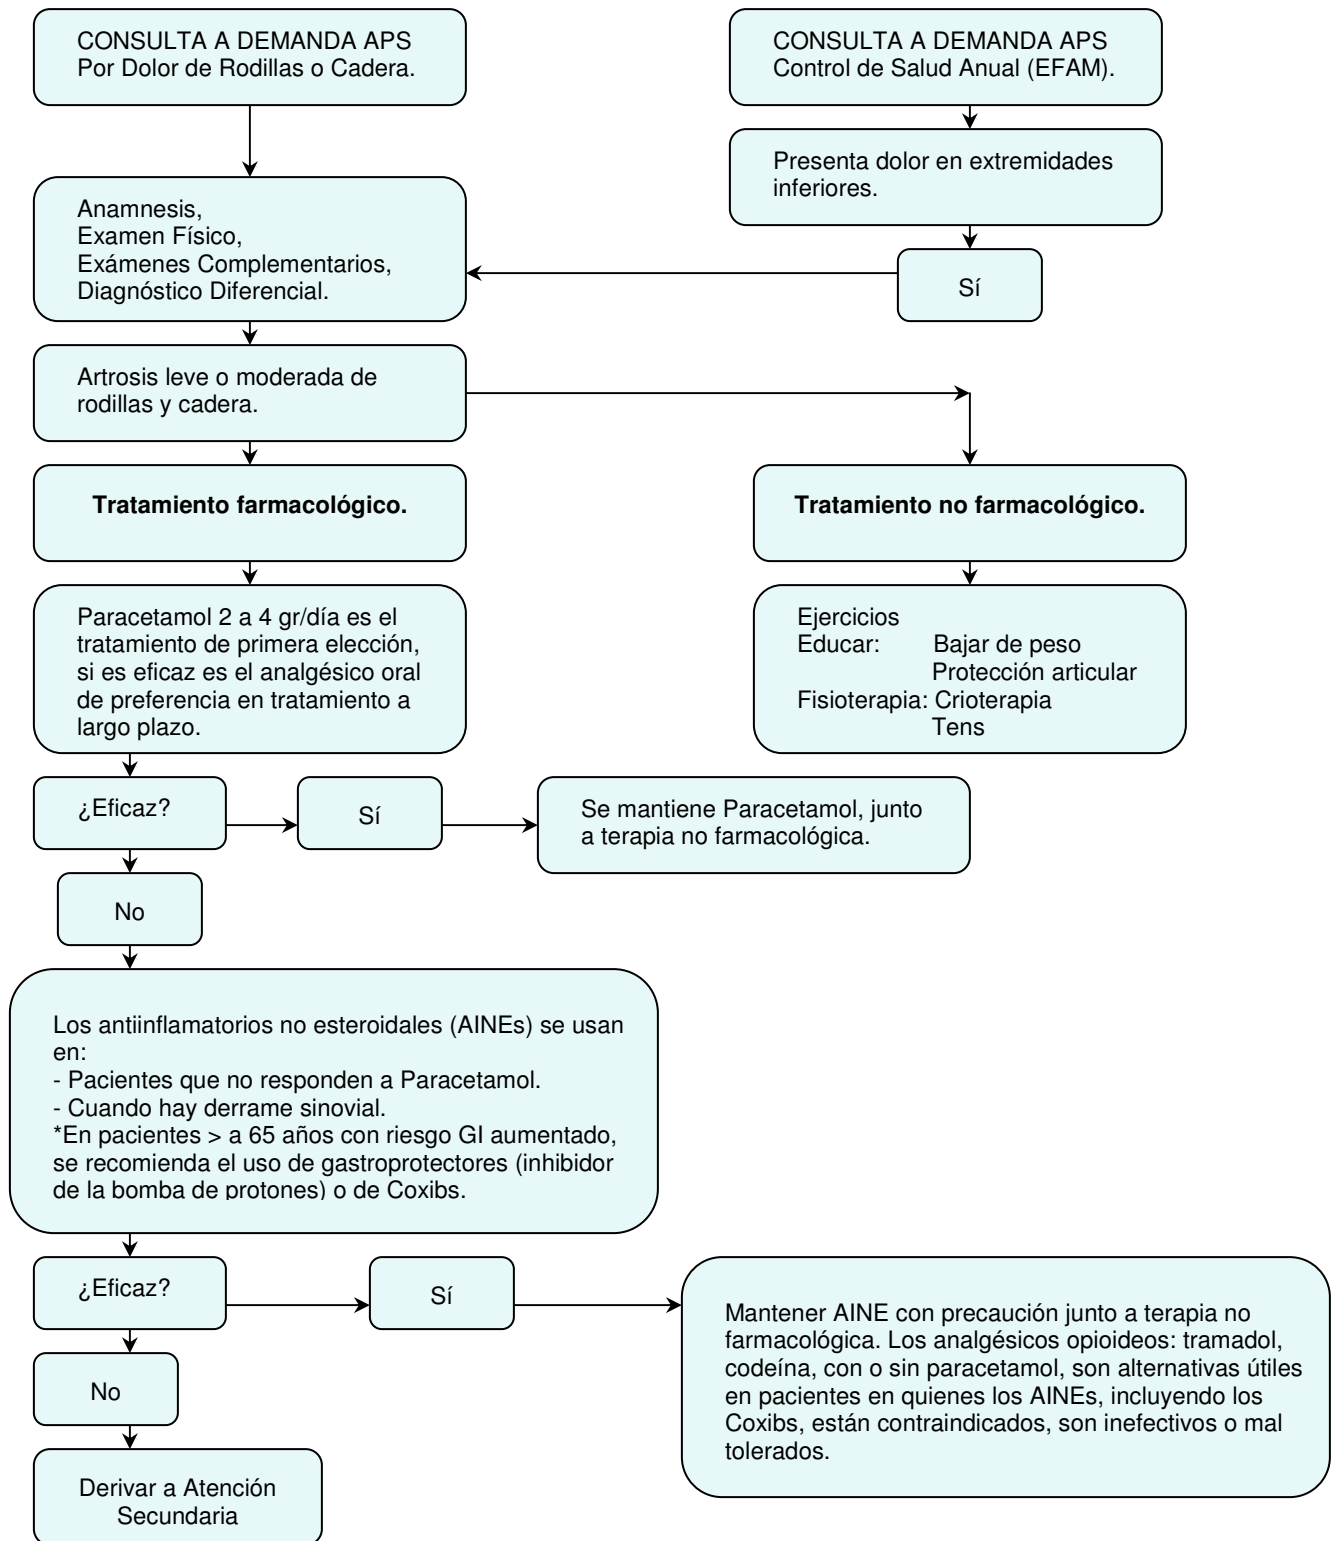 CONSULTA A DEMANDA APS
Por Dolor de Rodillas o Cadera.
CONSULTA A DEMANDA APS
Control de Salud Anual (EFAM).
Presenta dolor en extremidades
inferiores.
Sí
Anamnesis,
Examen Físico,
Exámenes Complementarios,
Diagnóstico Diferencial.
Artrosis leve o moderada de
rodillas y cadera.
Tratamiento farmacológico.
Tratamiento no farmacológico.
Paracetamol 2 a 4 gr/día es el
tratamiento de primera elección,
si es eficaz es el analgésico oral
de preferencia en tratamiento a
largo plazo.
Ejercicios
Educar: Bajar de peso
Protección articular
Fisioterapia: Crioterapia
Tens
¿Eficaz?
Sí
Se mantiene Paracetamol, junto
a terapia no farmacológica.
No
Los antiinflamatorios no esteroidales (AINEs) se usan
en:
- Pacientes que no responden a Paracetamol.
- Cuando hay derrame sinovial.
*En pacientes > a 65 años con riesgo GI aumentado,
se recomienda el uso de gastroprotectores (inhibidor
de la bomba de protones) o de Coxibs.
¿Eficaz?
Sí
Mantener AINE con precaución junto a terapia no
farmacológica. Los analgésicos opioideos: tramadol,
codeína, con o sin paracetamol, son alternativas útiles
en pacientes en quienes los AINEs, incluyendo los
Coxibs, están contraindicados, son inefectivos o mal
tolerados.
No
Derivar a Atención
Secundaria